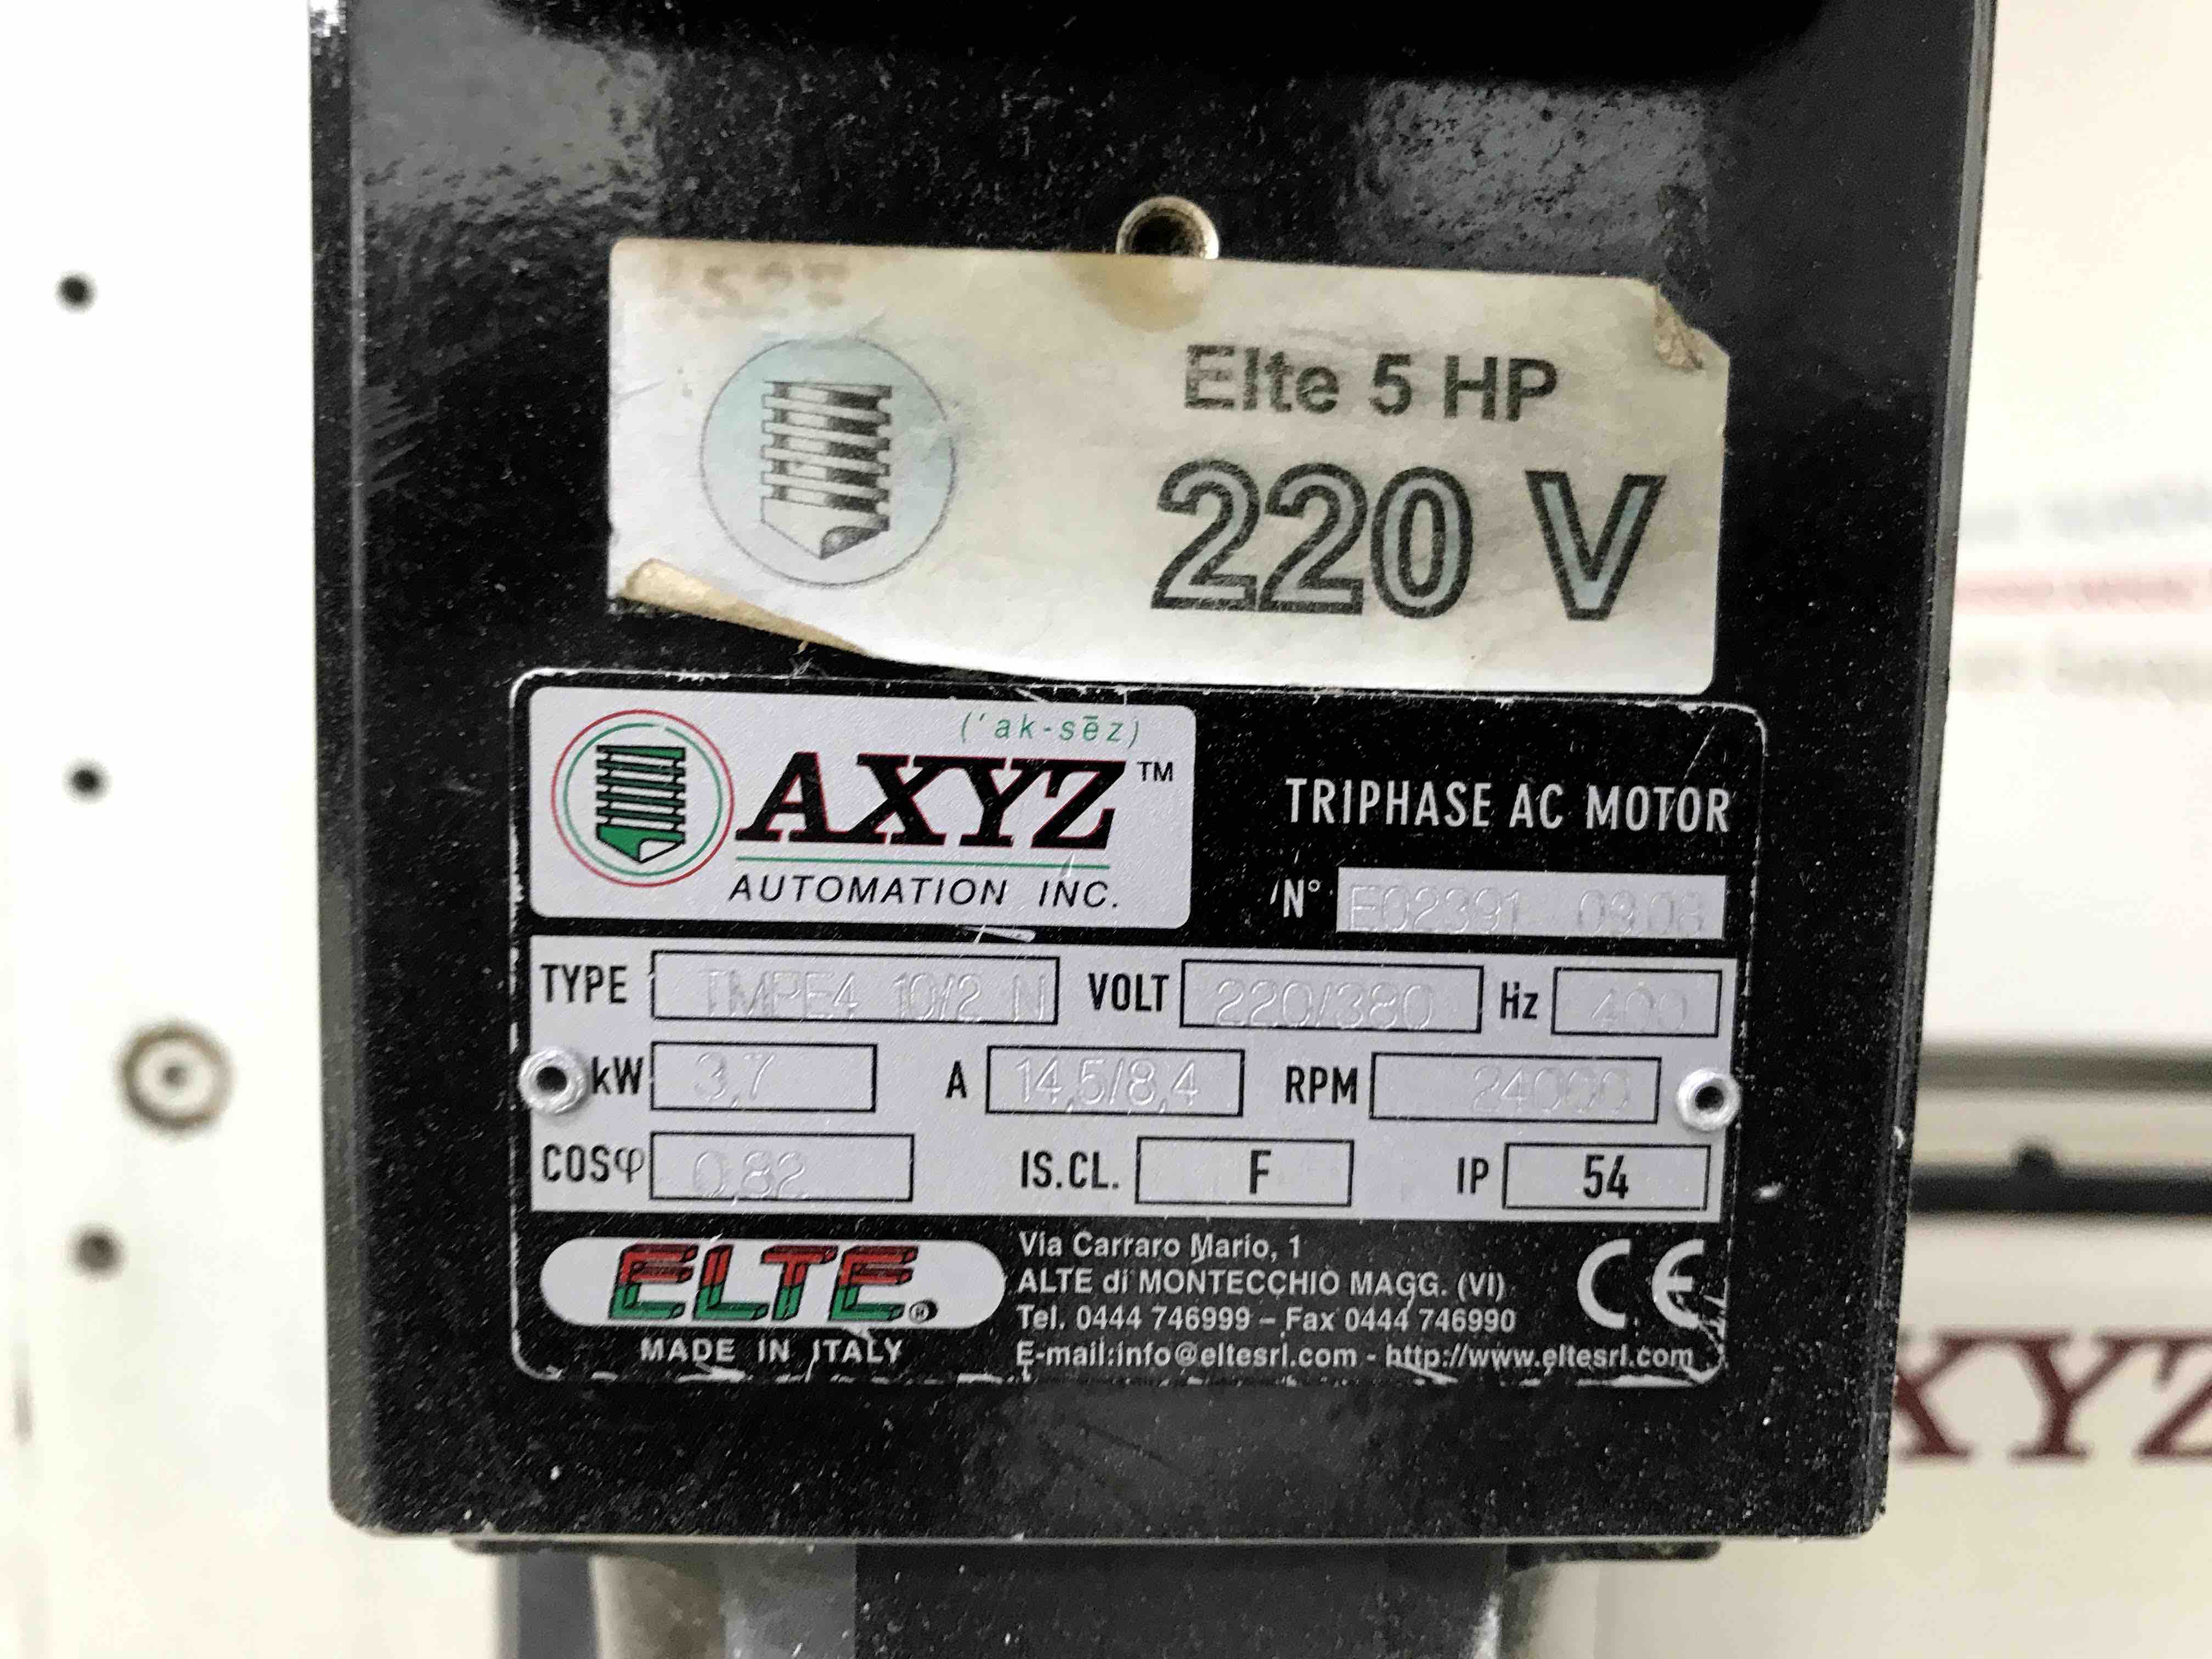 Elte 5 HP
220 V
('ak-sēz)
AXYZ™
AUTOMATION INC.
TRIPHASE AC MOTOR
N° E02391 0308
TYPE TMPE4 10/2 N VOLT 220/380 Hz 400
kW 3,7 A 14,5/8,4 RPM 24000
COSφ 0,82 IS.CL. F IP 54
ELTE®
MADE IN ITALY
Via Carraro Mario, 1
ALTE di MONTECCHIO MAGG. (VI)
Tel. 0444 746999 – Fax 0444 746990
E-mail:info@eltesrl.com - http://www.eltesrl.com
CE
XYZ